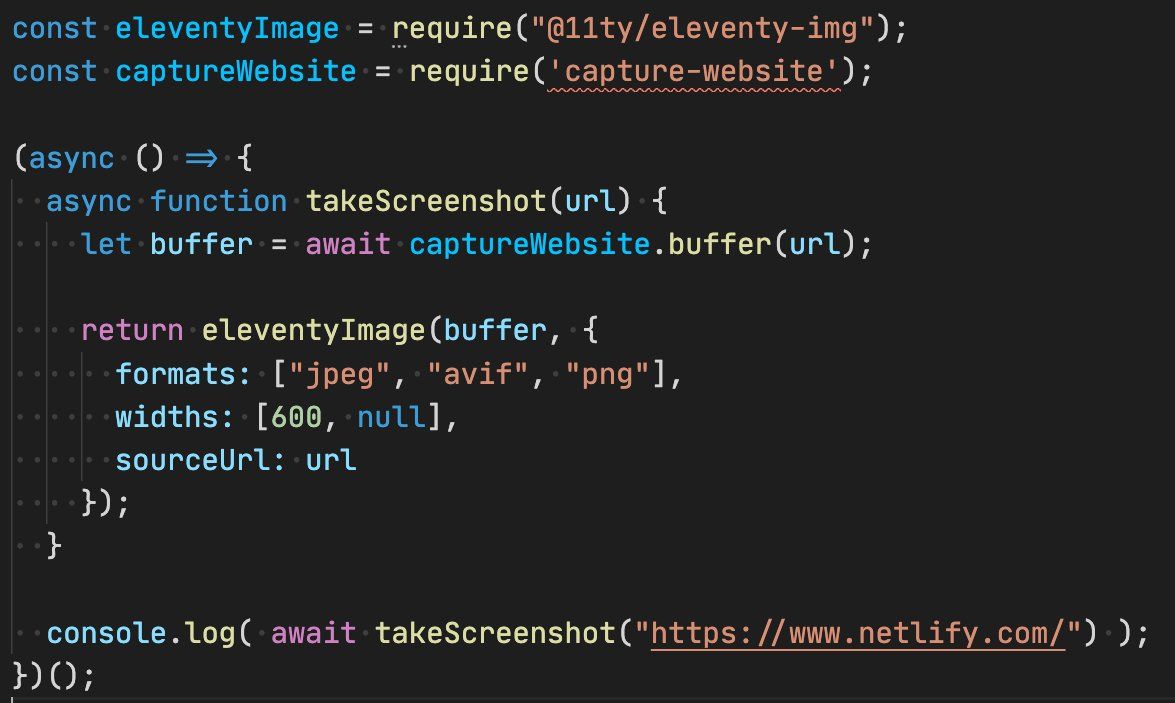 const eleventyImage = require("@11ty/eleventy-img");
const captureWebsite = require('capture-website');

(async () => {
  async function takeScreenshot(url) {
    let buffer = await captureWebsite.buffer(url);

    return eleventyImage(buffer, {
      formats: ["jpeg", "avif", "png"],
      widths: [600, null],
      sourceUrl: url
    });
  }

  console.log( await takeScreenshot("https://www.netlify.com/") );
})();